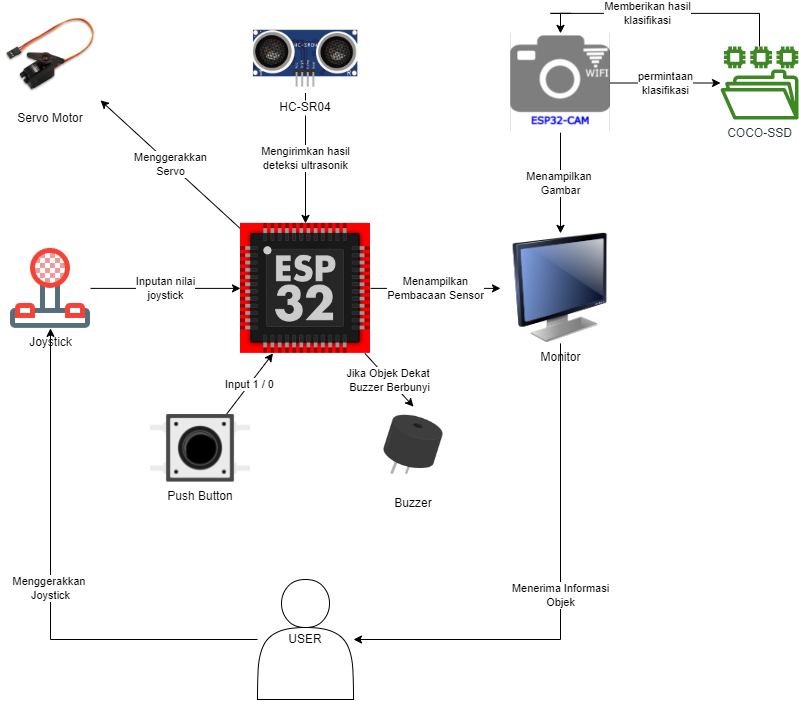 Memberikan hasil
klasifikasi
HC-SR04
WIFI
ESP32-CAM
permintaan
klasifikasi
COCO-SSD
Servo Motor
HC-SR04
Menggerakkan
Servo
Mengirimkan hasil
deteksi ultrasonik
Menampilkan
Gambar
ESP
32
Inputan nilai
joystick
Menampilkan
Pembacaan Sensor
Joystick
Monitor
Input 1 / 0
Jika Objek Dekat
Buzzer Berbunyi
Push Button
Buzzer
Menggerakkan
Joystick
Menerima Informasi
Objek
USER